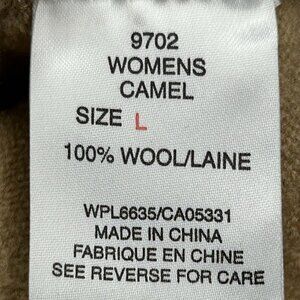 9702
WOMENS
CAMEL
SIZE L
100% WOOL/LAINE
WPL6635/CA05331
MADE IN CHINA
FABRIQUE EN CHINE
SEE REVERSE FOR CARE